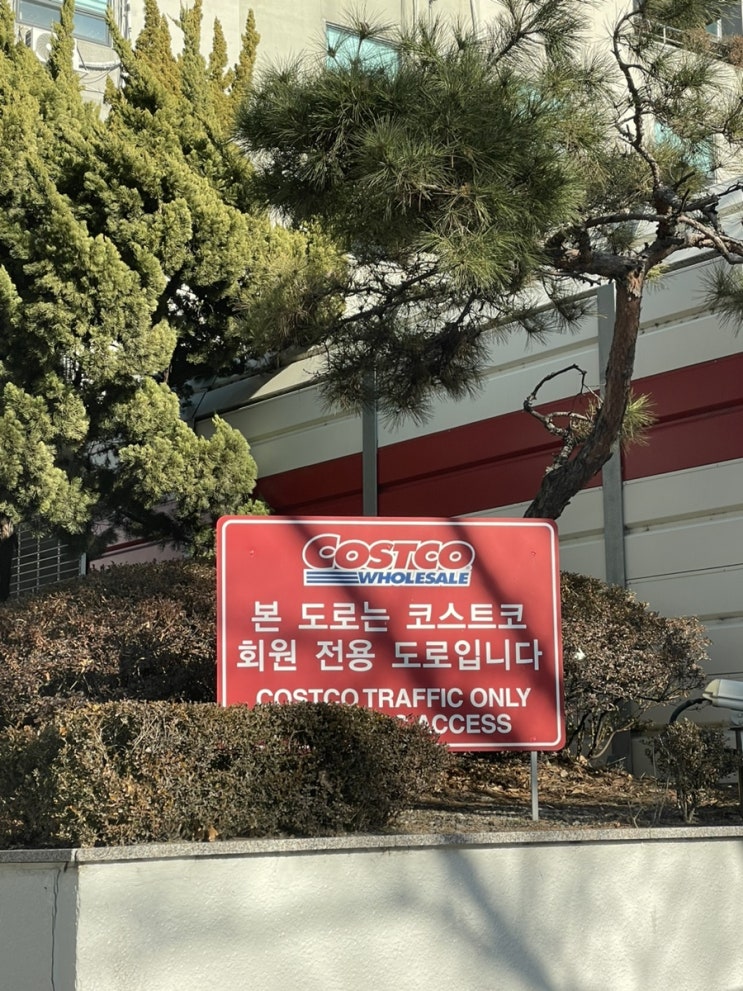 COSTCO
WHOLESALE
본 도로는 코스트코
회원 전용 도로입니다
COSTCO TRAFFIC ONLY
ACCESS